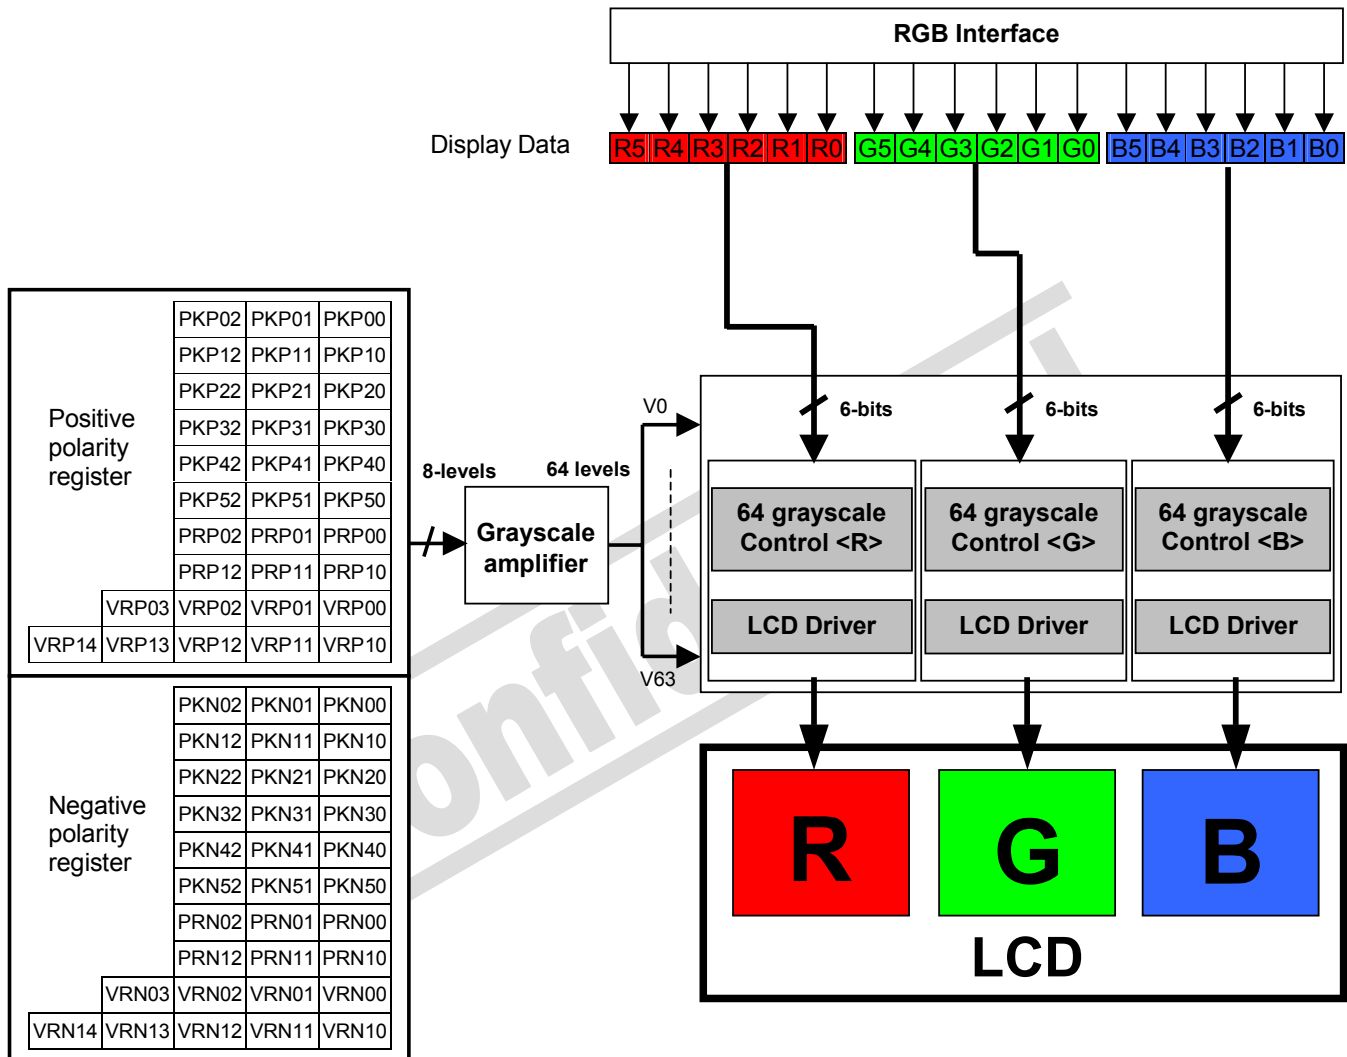 RGB Interface
Display Data
R5 R4 R3 R2 R1 R0 G5 G4 G3 G2 G1 G0 B5 B4 B3 B2 B1 B0
Positive
polarity
register
PKP02 PKP01 PKP00
PKP12 PKP11 PKP10
PKP22 PKP21 PKP20
PKP32 PKP31 PKP30
PKP42 PKP41 PKP40
PKP52 PKP51 PKP50
PRP02 PRP01 PRP00
PRP12 PRP11 PRP10
VRP03 VRP02 VRP01 VRP00
VRP14 VRP13 VRP12 VRP11 VRP10
Negative
polarity
register
PKN02 PKN01 PKN00
PKN12 PKN11 PKN10
PKN22 PKN21 PKN20
PKN32 PKN31 PKN30
PKN42 PKN41 PKN40
PKN52 PKN51 PKN50
PRN02 PRN01 PRN00
PRN12 PRN11 PRN10
VRN03 VRN02 VRN01 VRN00
VRN14 VRN13 VRN12 VRN11 VRN10
8-levels
64 levels
Grayscale
amplifier
V0
V63
6-bits 6-bits 6-bits
64 grayscale
Control <R>
64 grayscale
Control <G>
64 grayscale
Control <B>
LCD Driver LCD Driver LCD Driver
R G B
LCD